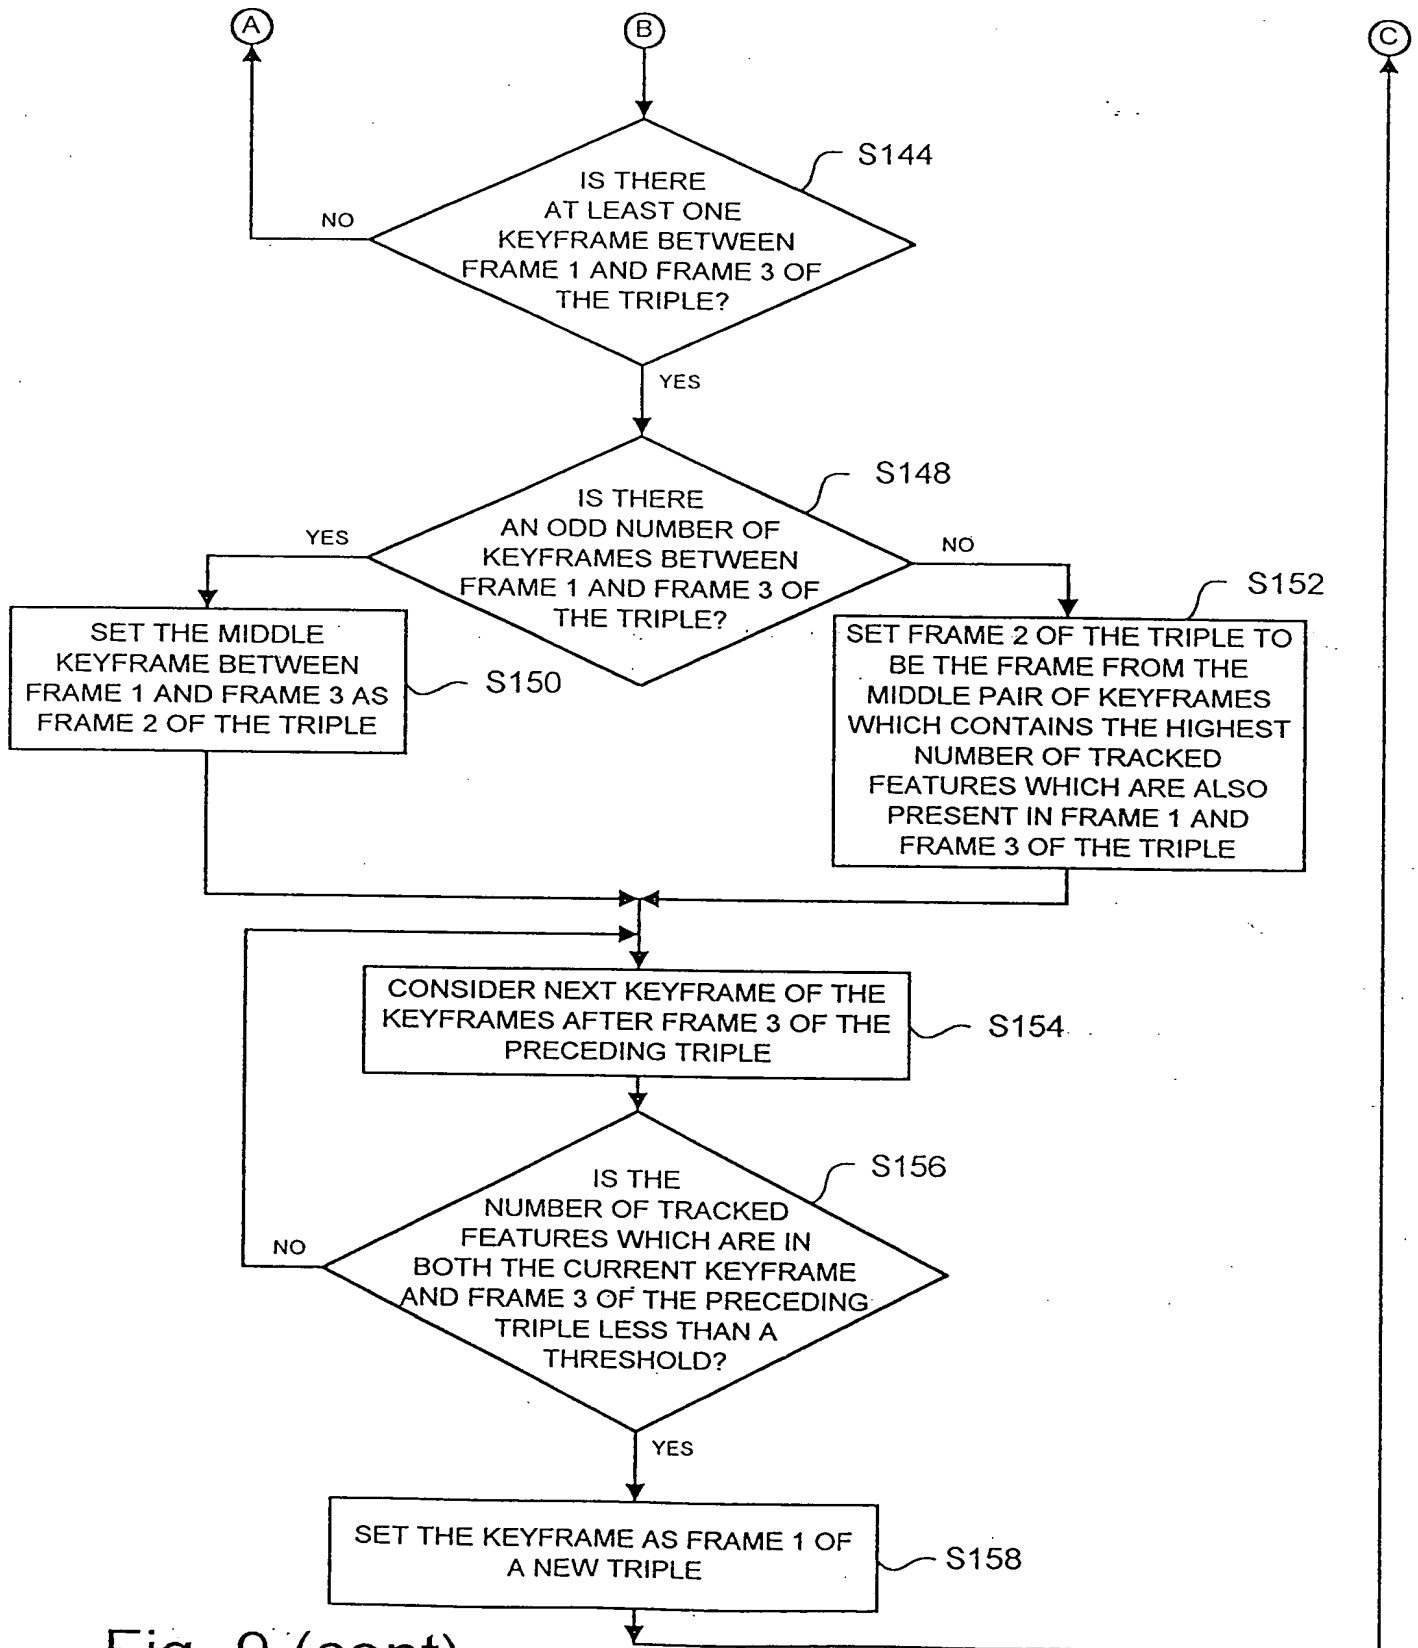 A
B
C
S144
IS THERE
AT LEAST ONE
KEYFRAME BETWEEN
FRAME 1 AND FRAME 3 OF
THE TRIPLE?
NO
YES
S148
IS THERE
AN ODD NUMBER OF
KEYFRAMES BETWEEN
FRAME 1 AND FRAME 3 OF
THE TRIPLE?
YES
NO
SET THE MIDDLE
KEYFRAME BETWEEN
FRAME 1 AND FRAME 3 AS
FRAME 2 OF THE TRIPLE
S150
S152
SET FRAME 2 OF THE TRIPLE TO
BE THE FRAME FROM THE
MIDDLE PAIR OF KEYFRAMES
WHICH CONTAINS THE HIGHEST
NUMBER OF TRACKED
FEATURES WHICH ARE ALSO
PRESENT IN FRAME 1 AND
FRAME 3 OF THE TRIPLE
CONSIDER NEXT KEYFRAME OF THE
KEYFRAMES AFTER FRAME 3 OF THE
PRECEDING TRIPLE
S154
S156
IS THE
NUMBER OF TRACKED
FEATURES WHICH ARE IN
BOTH THE CURRENT KEYFRAME
AND FRAME 3 OF THE PRECEDING
TRIPLE LESS THAN A
THRESHOLD?
NO
YES
SET THE KEYFRAME AS FRAME 1 OF
A NEW TRIPLE
S158
Fig. 9 (cont)